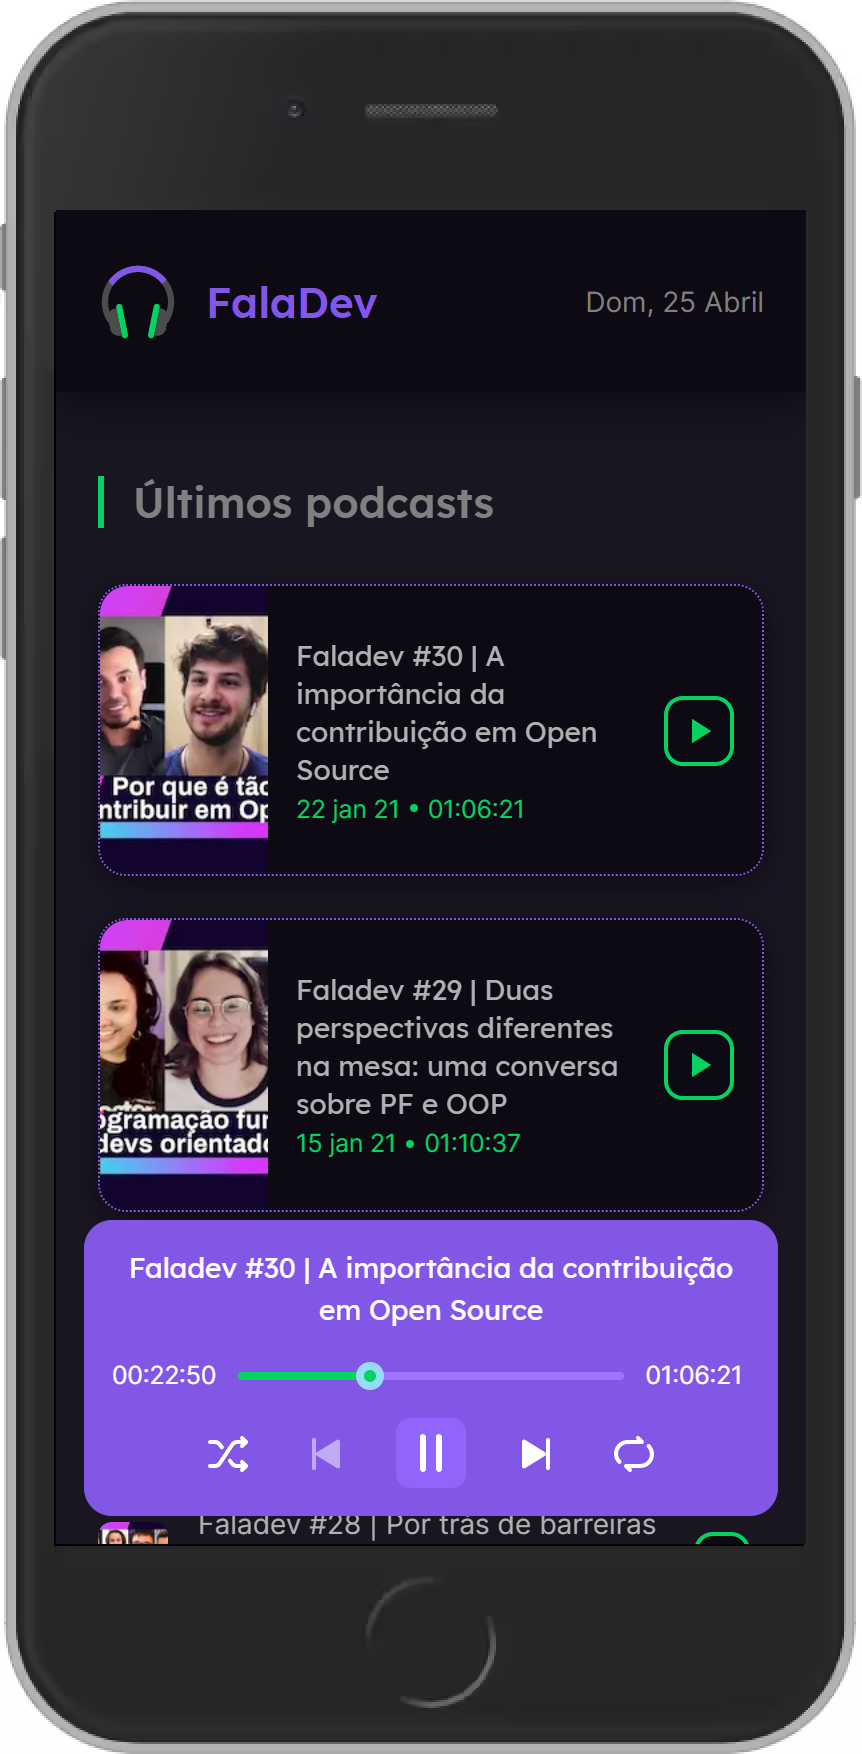 FalaDev
Dom, 25 Abril
Últimos podcasts
Faladev #30 | A
importância da
contribuição em Open
Source
22 jan 21 • 01:06:21
Por que é tão
ntribuir em Op
Faladev #29 | Duas
perspectivas diferentes
na mesa: uma conversa
sobre PF e OOP
15 jan 21 • 01:10:37
ogramação fun
devs orientado
Faladev #30 | A importância da contribuição
em Open Source
00:22:50
01:06:21
Faladev #28 | Por trás de barreiras